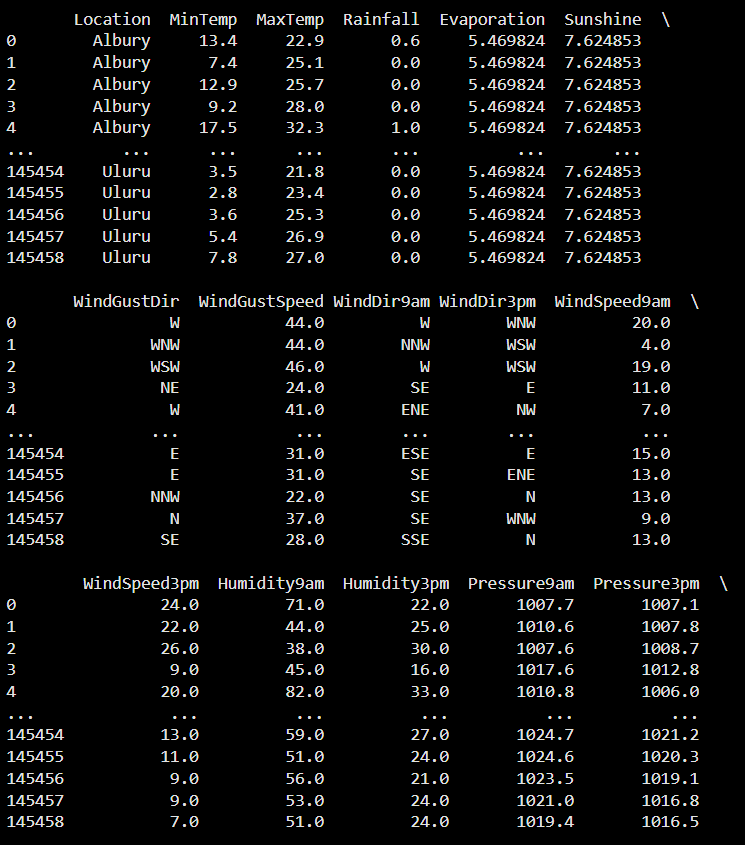 Location MinTemp MaxTemp Rainfall Evaporation Sunshine \
0 Albury 13.4 22.9 0.6 5.469824 7.624853
1 Albury 7.4 25.1 0.0 5.469824 7.624853
2 Albury 12.9 25.7 0.0 5.469824 7.624853
3 Albury 9.2 28.0 0.0 5.469824 7.624853
4 Albury 17.5 32.3 1.0 5.469824 7.624853
... ... ... ... ... ... ...
145454 Uluru 3.5 21.8 0.0 5.469824 7.624853
145455 Uluru 2.8 23.4 0.0 5.469824 7.624853
145456 Uluru 3.6 25.3 0.0 5.469824 7.624853
145457 Uluru 5.4 26.9 0.0 5.469824 7.624853
145458 Uluru 7.8 27.0 0.0 5.469824 7.624853
WindGustDir WindGustSpeed WindDir9am WindDir3pm WindSpeed9am \
0 W 44.0 W WNW 20.0
1 WNW 44.0 NNW WSW 4.0
2 WSW 46.0 W WSW 19.0
3 NE 24.0 SE E 11.0
4 W 41.0 ENE NW 7.0
... ... ... ... ... ...
145454 E 31.0 ESE E 15.0
145455 E 31.0 SE ENE 13.0
145456 NNW 22.0 SE N 13.0
145457 N 37.0 SE WNW 9.0
145458 SE 28.0 SSE N 13.0
WindSpeed3pm Humidity9am Humidity3pm Pressure9am Pressure3pm \
0 24.0 71.0 22.0 1007.7 1007.1
1 22.0 44.0 25.0 1010.6 1007.8
2 26.0 38.0 30.0 1007.6 1008.7
3 9.0 45.0 16.0 1017.6 1012.8
4 20.0 82.0 33.0 1010.8 1006.0
... ... ... ... ... ...
145454 13.0 59.0 27.0 1024.7 1021.2
145455 11.0 51.0 24.0 1024.6 1020.3
145456 9.0 56.0 21.0 1023.5 1019.1
145457 9.0 53.0 24.0 1021.0 1016.8
145458 7.0 51.0 24.0 1019.4 1016.5